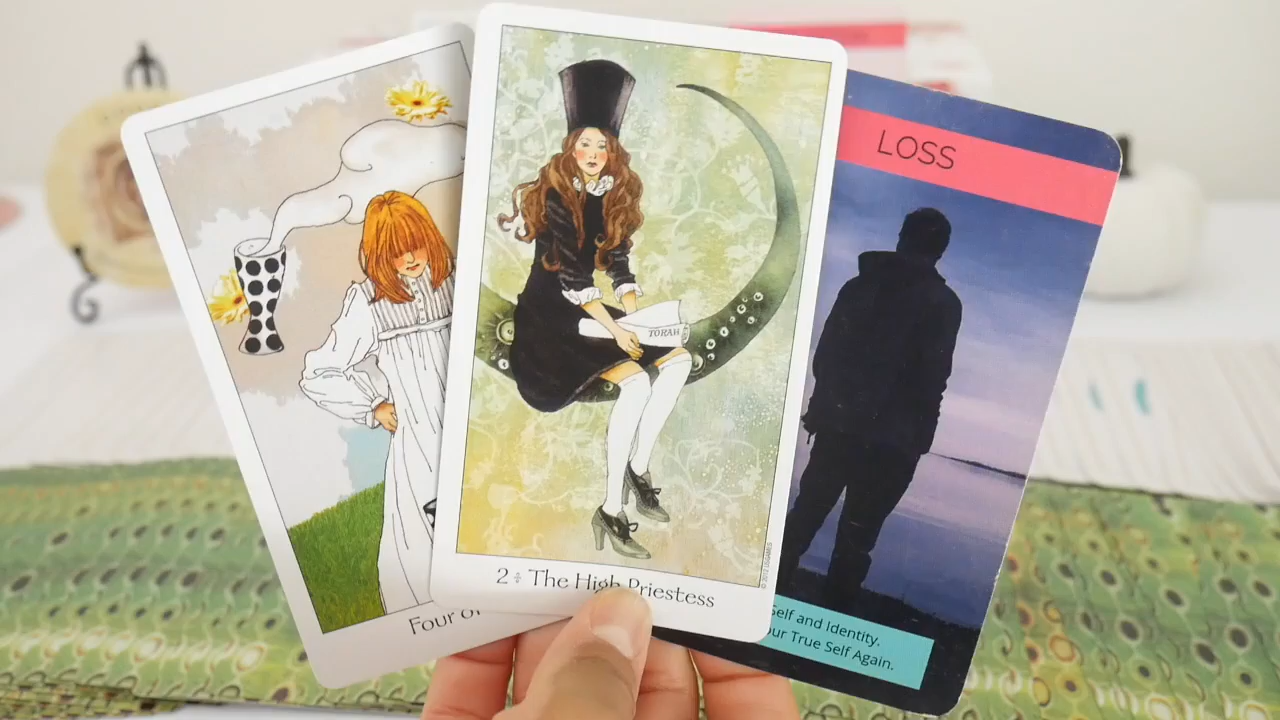 Four of
TORAH
2 The High Priestess
LOSS
Self and Identity.
our True Self Again.